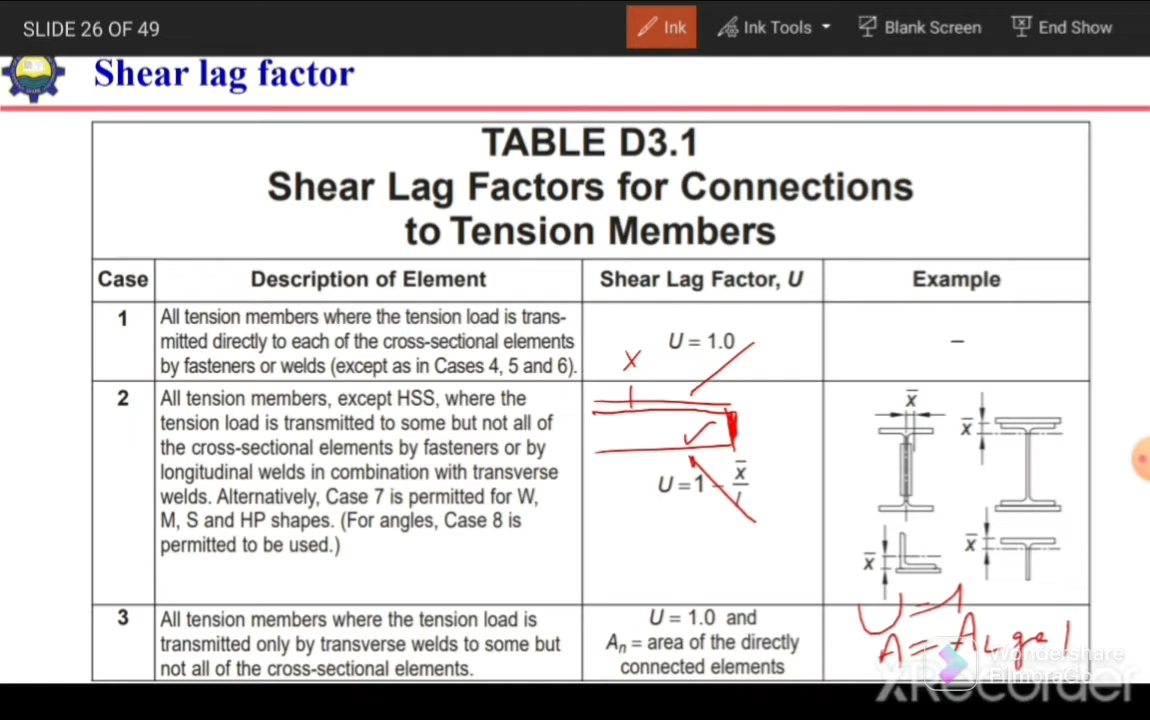 SLIDE 26 OF 49
Ink
Ink Tools
Blank Screen
End Show
Shear lag factor
TABLE D3.1
Shear Lag Factors for Connections
to Tension Members
Case
Description of Element
Shear Lag Factor, U
Example
1
All tension members where the tension load is trans-
mitted directly to each of the cross-sectional elements
by fasteners or welds (except as in Cases 4, 5 and 6).
U = 1.0
–
X
2
All tension members, except HSS, where the
tension load is transmitted to some but not all of
the cross-sectional elements by fasteners or by
longitudinal welds in combination with transverse
welds. Alternatively, Case 7 is permitted for W,
M, S and HP shapes. (For angles, Case 8 is
permitted to be used.)
U = 1 – x̄/l
x̄
x̄
x̄
x̄
3
All tension members where the tension load is
transmitted only by transverse welds to some but
not all of the cross-sectional elements.
U = 1.0 and
An = area of the directly
connected elements
U = 1
A = A
Wondershare
FilmoraGo
XRecorder